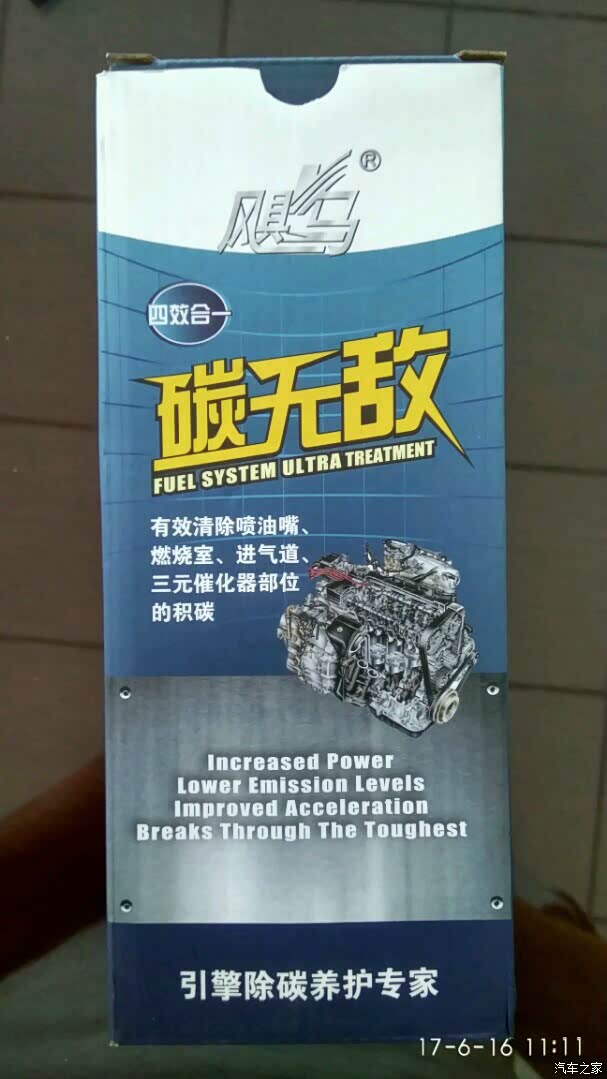 飓马®
四效合一
碳无敌
FUEL SYSTEM ULTRA TREATMENT
有效清除喷油嘴、
燃烧室、进气道、
三元催化器部位
的积碳
Increased Power
Lower Emission Levels
Improved Acceleration
Breaks Through The Toughest
引擎除碳养护专家
17-6-16 11:11
汽车之家